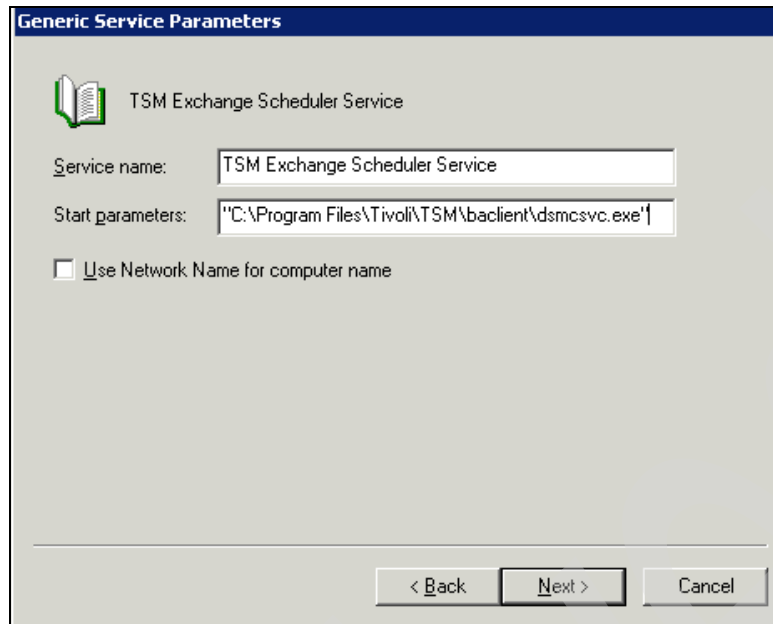 Generic Service Parameters
TSM Exchange Scheduler Service
Service name: TSM Exchange Scheduler Service
Start parameters: "C:\Program Files\Tivoli\TSM\baclient\dsmcsvc.exe"
Use Network Name for computer name
< Back Next > Cancel